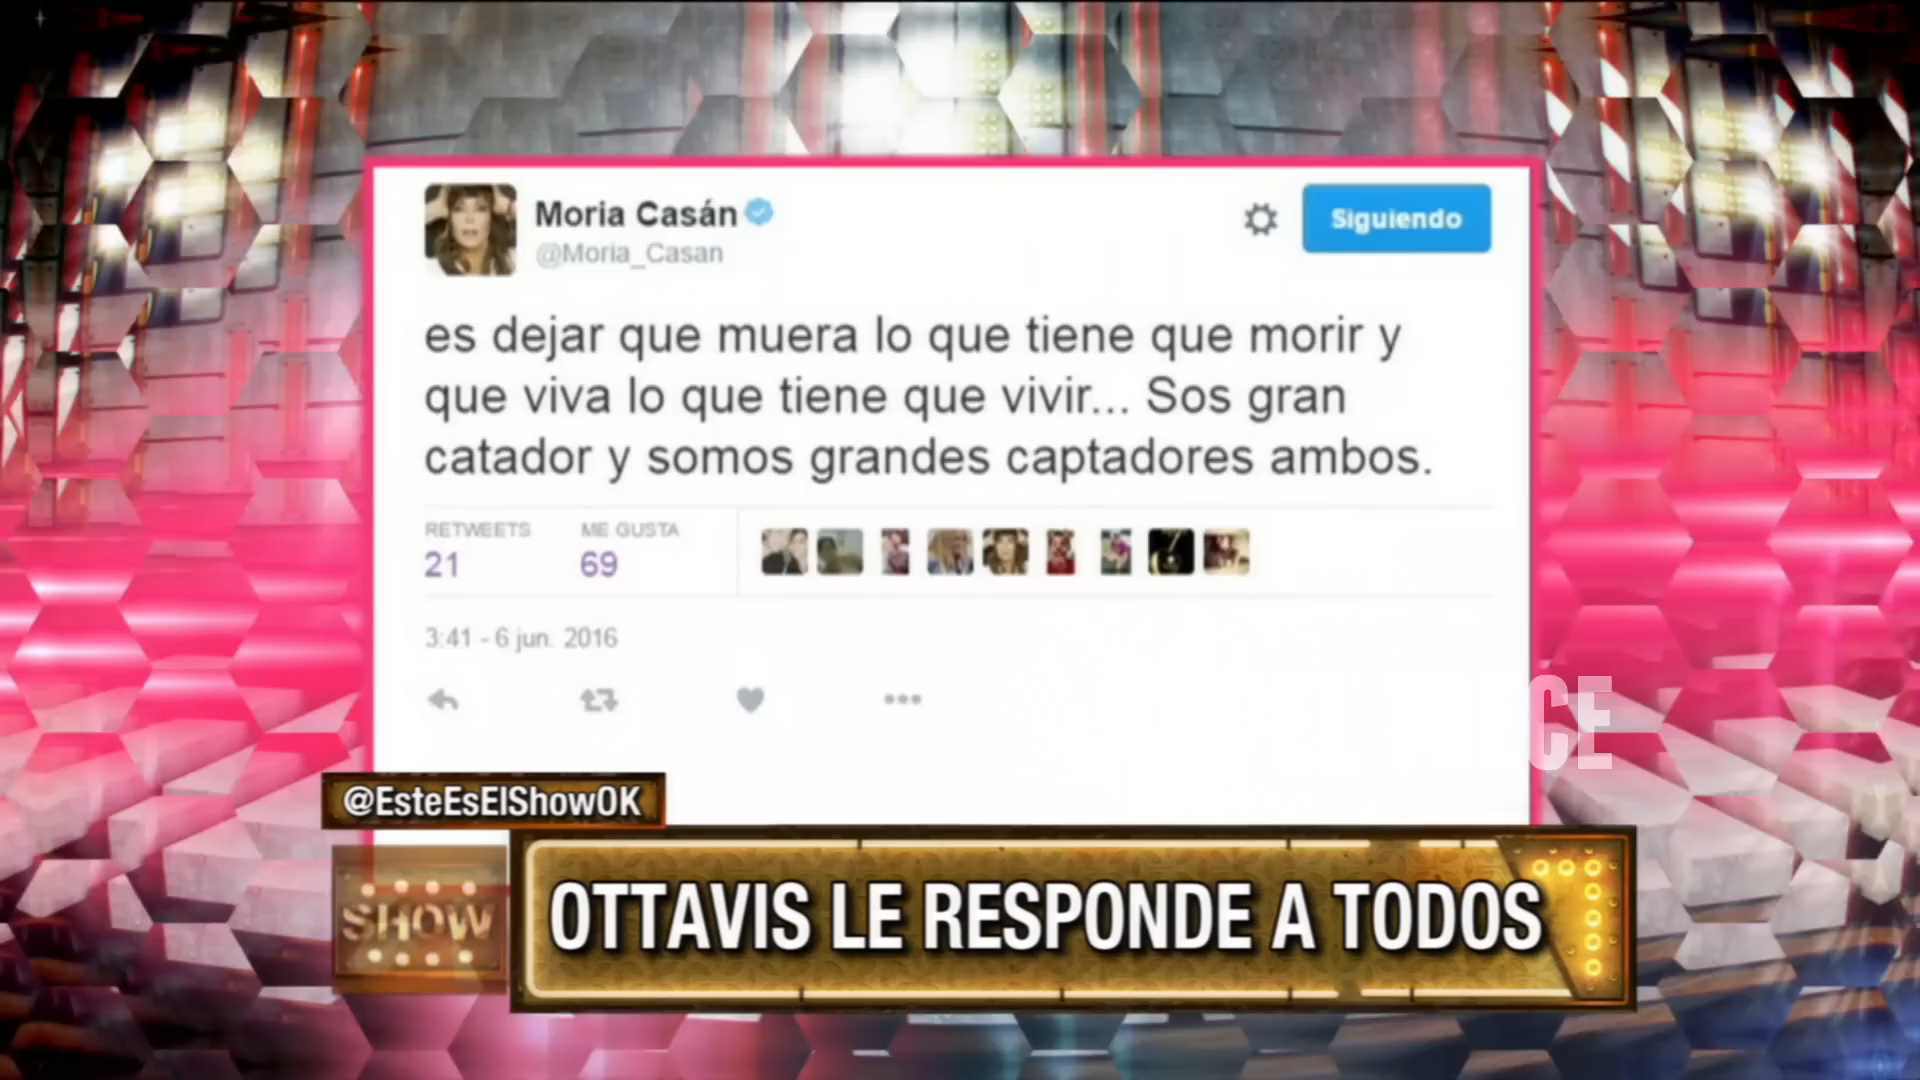 Moria Casán
@Moria_Casan
Siguiendo
es dejar que muera lo que tiene que morir y
que viva lo que tiene que vivir... Sos gran
catador y somos grandes captadores ambos.
RETWEETS ME GUSTA
21 69
3:41 - 6 jun. 2016
CE
@EsteEsElShowOK
SHOW
OTTAVIS LE RESPONDE A TODOS